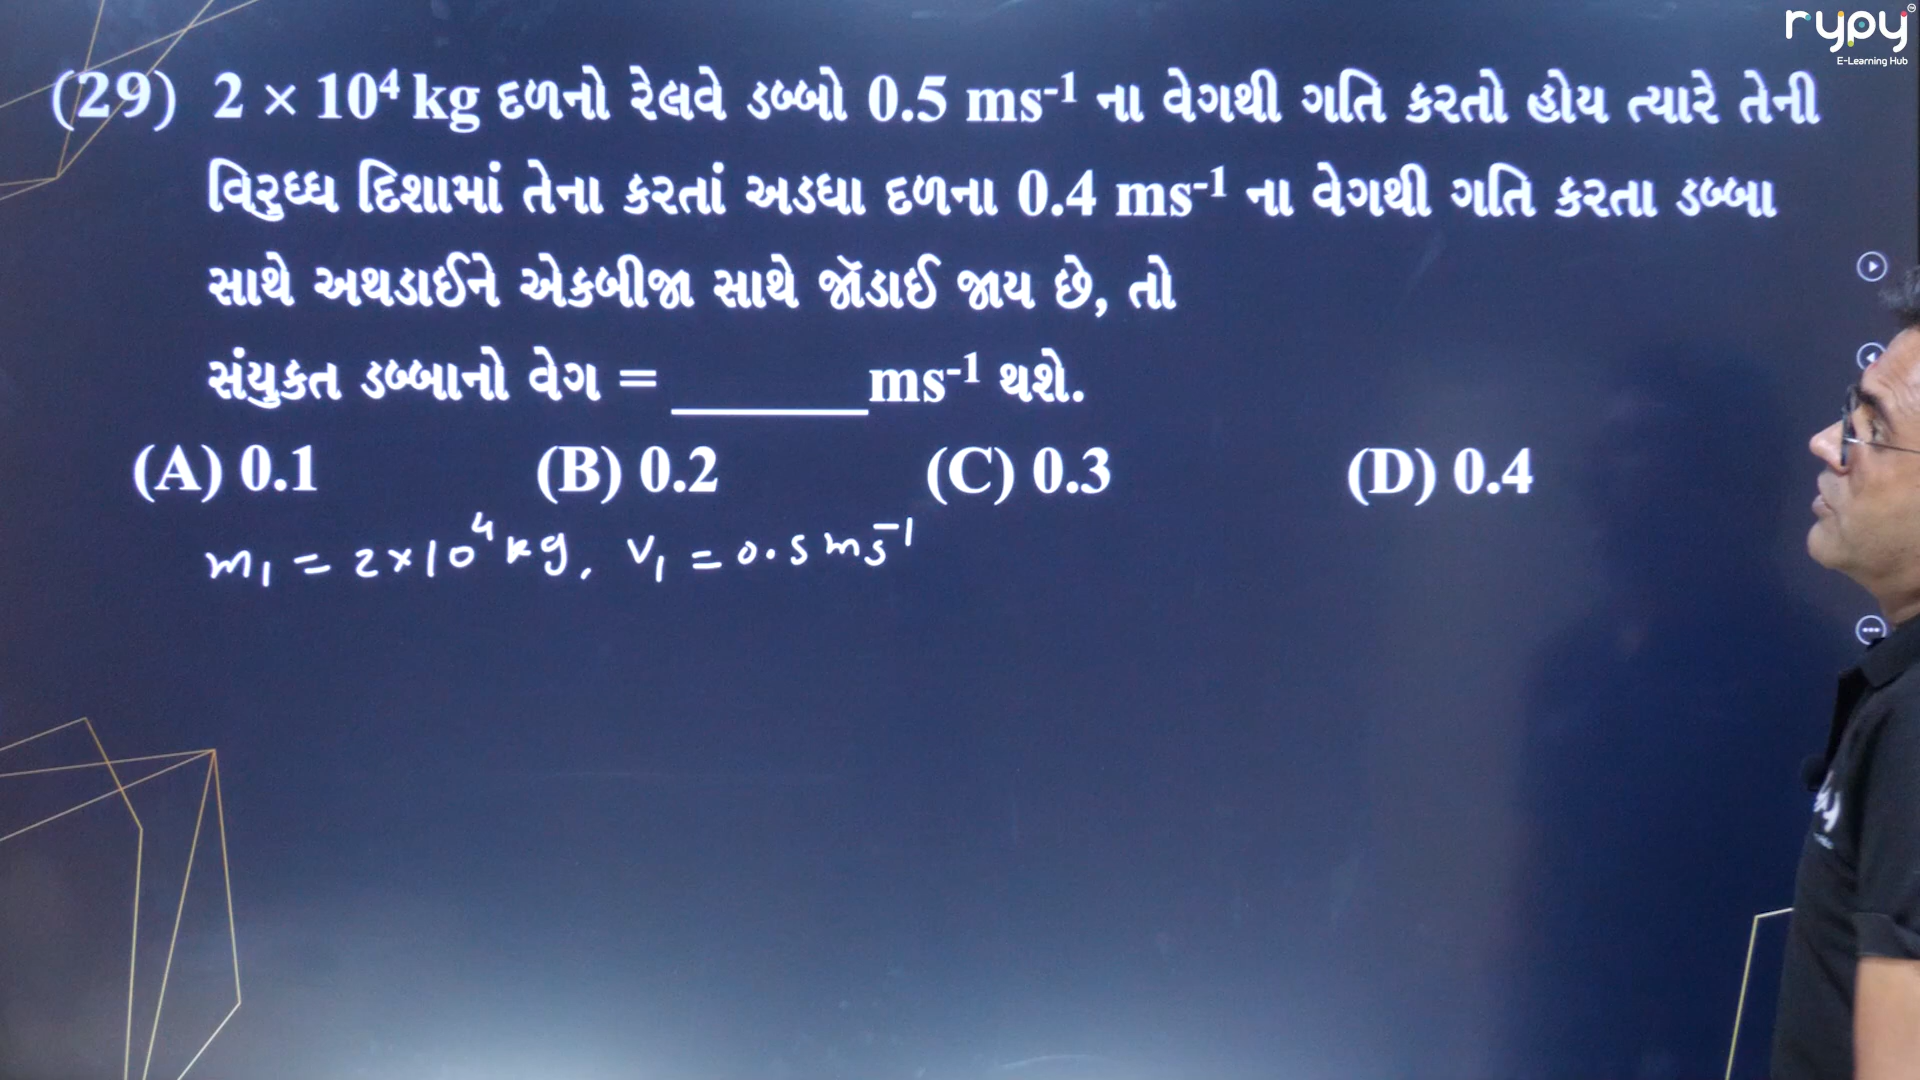 rypy
E-Learning Hub
(29) 2 × 10⁴ kg દળનો રેલવે ડબ્બો 0.5 ms⁻¹ ના વેગથી ગતિ કરતો હોય ત્યારે તેની
વિરુધ્ધ દિશામાં તેના કરતાં અડધા દળના 0.4 ms⁻¹ ના વેગથી ગતિ કરતા ડબ્બા
સાથે અથડાઈને એકબીજા સાથે જૉડાઈ જાય છે, તો
સંયુકત ડબ્બાનો વેગ = ______ms⁻¹ થશે.
(A) 0.1 (B) 0.2 (C) 0.3 (D) 0.4
m₁ = 2×10⁴ kg, v₁ = 0.5 ms⁻¹